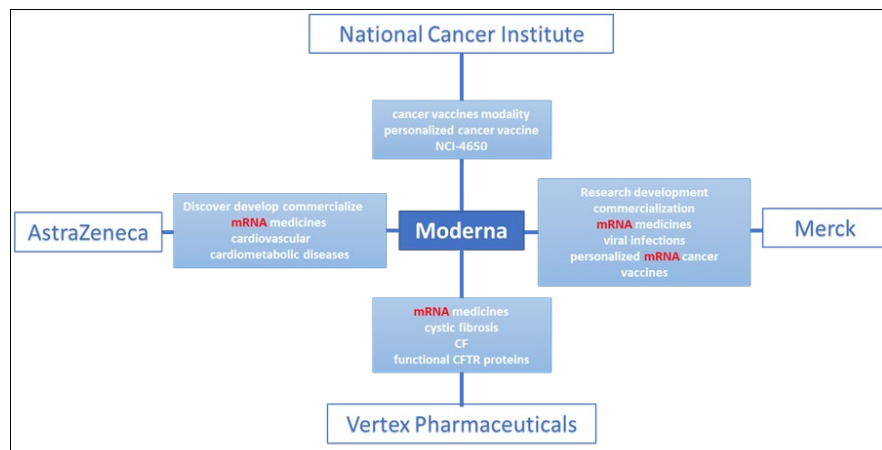 National Cancer Institute
cancer vaccines modality
personalized cancer vaccine
NCI-4650
AstraZeneca
Discover develop commercialize
mRNA medicines
cardiovascular
cardiometabolic diseases
Moderna
Research development
commercialization
mRNA medicines
viral infections
personalized mRNA cancer
vaccines
Merck
mRNA medicines
cystic fibrosis
CF
functional CFTR proteins
Vertex Pharmaceuticals